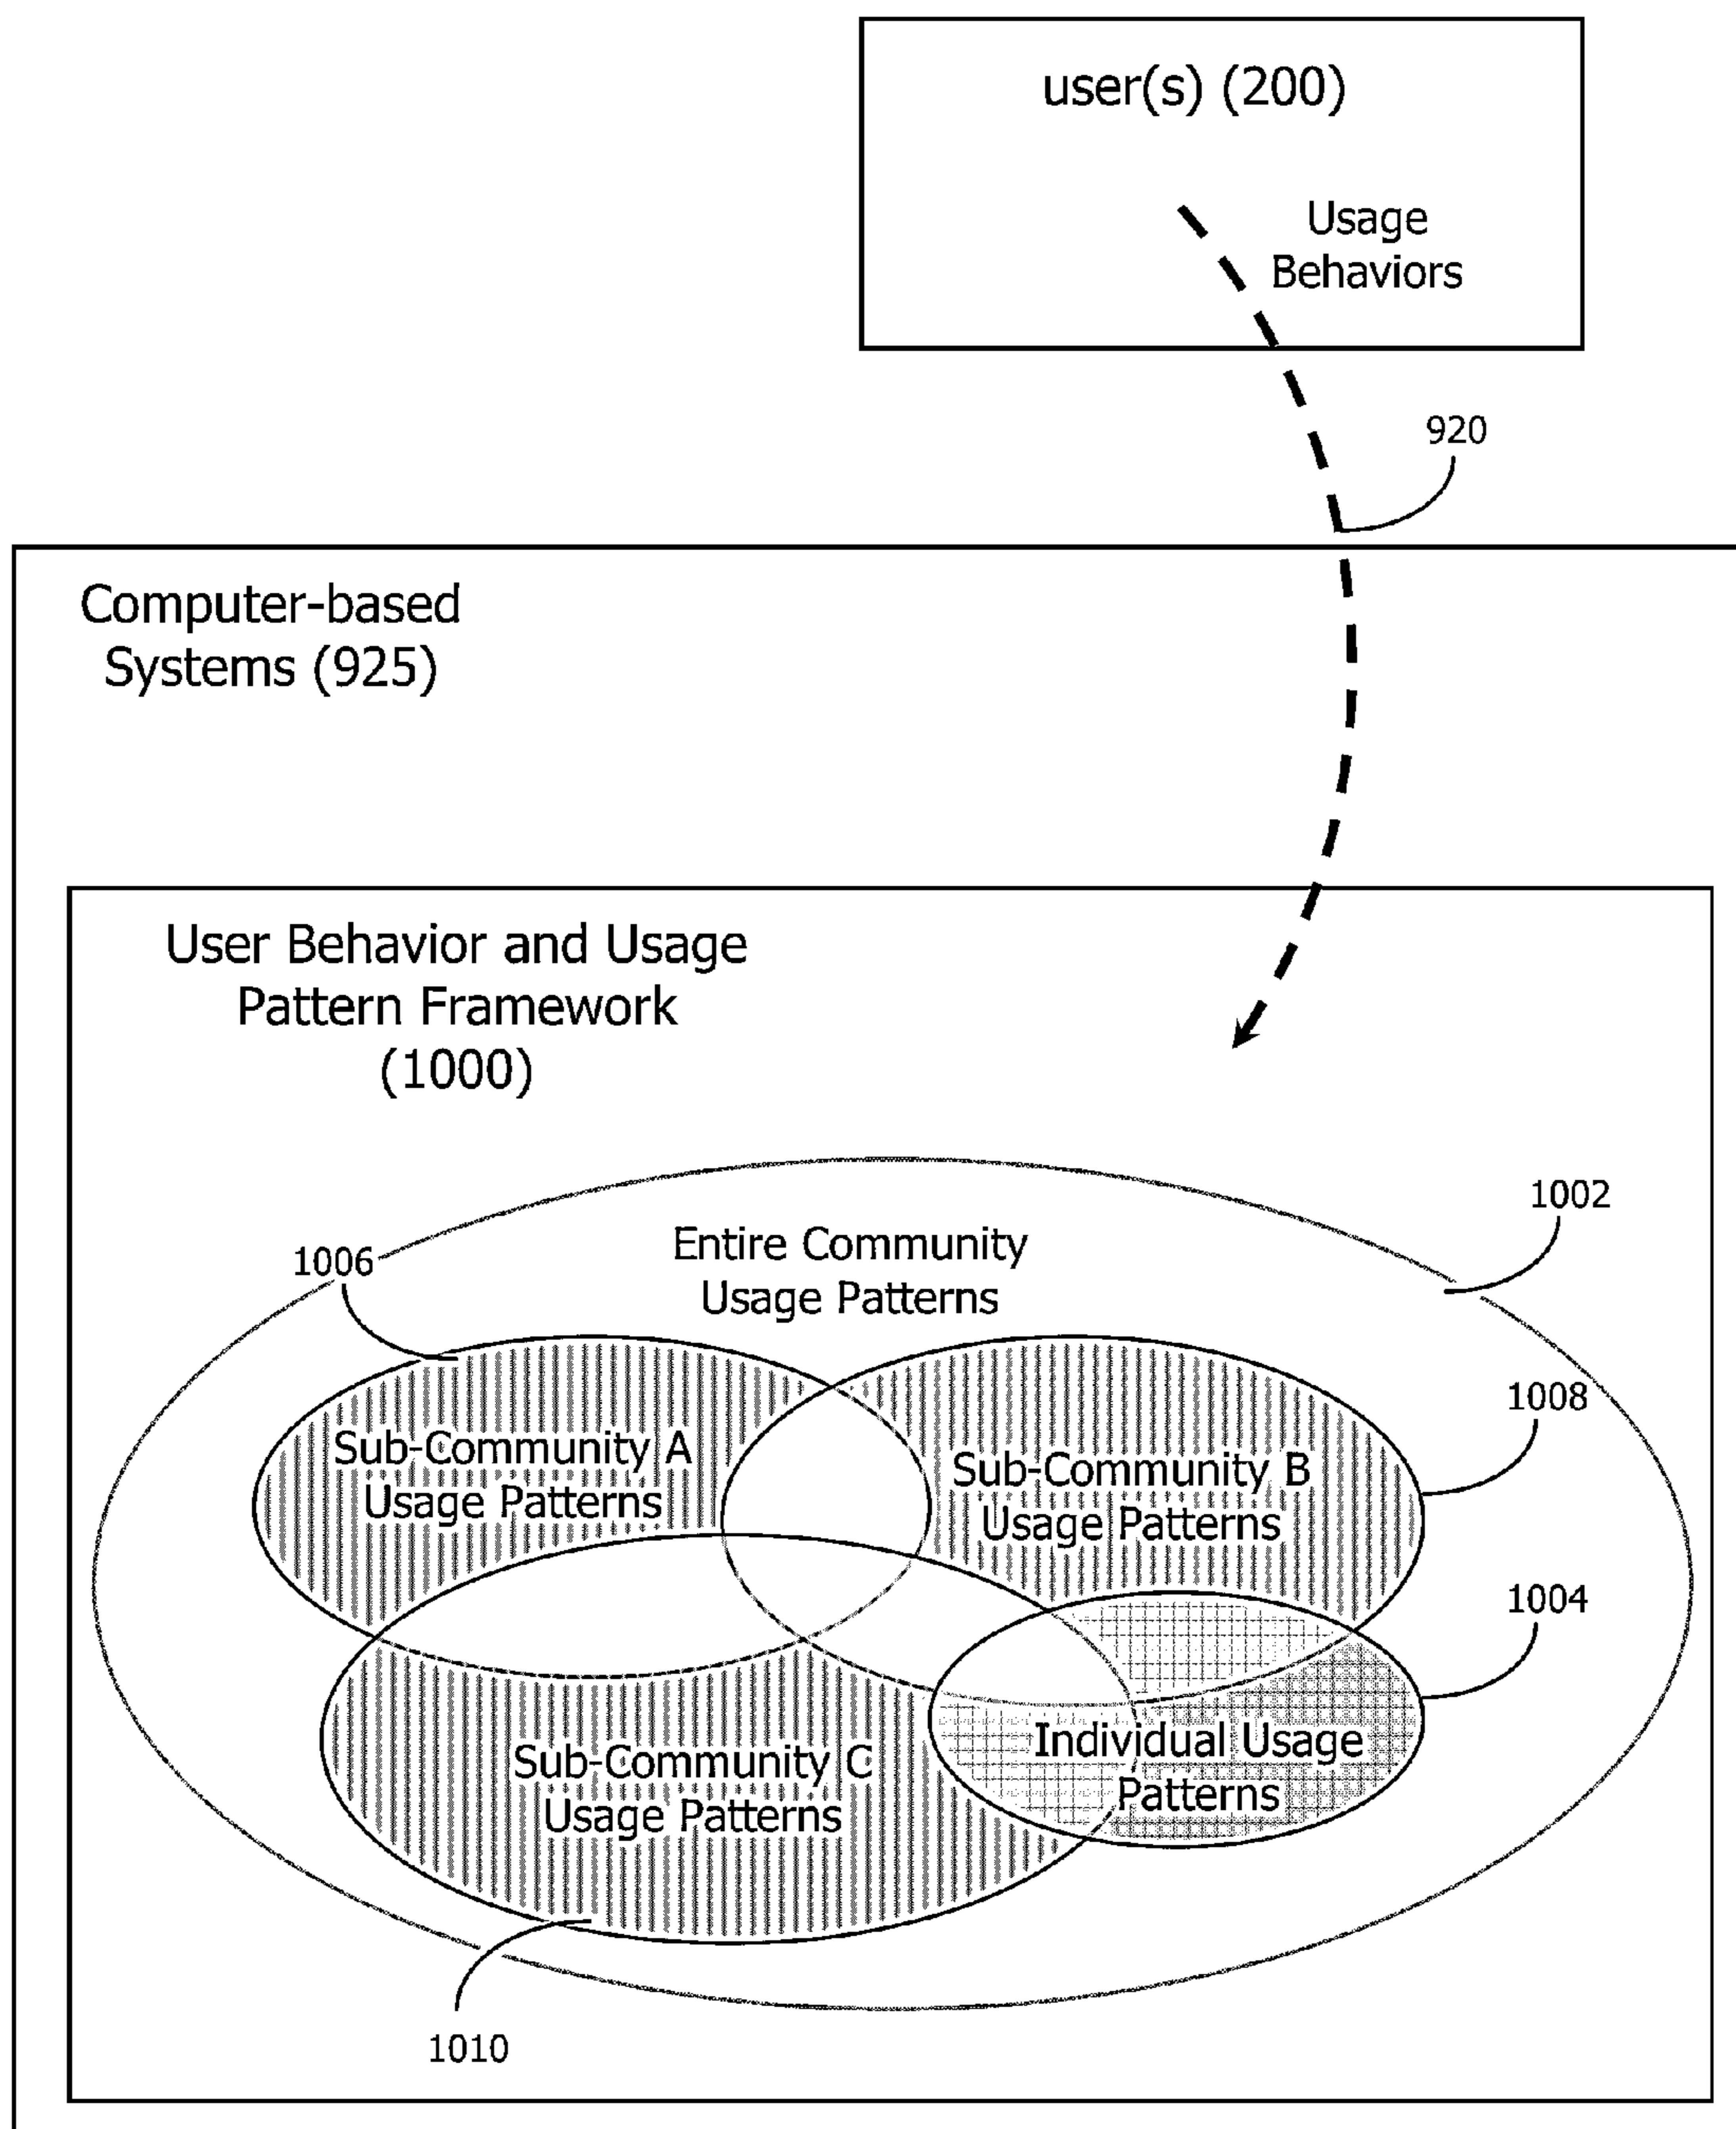 user(s) (200)
Usage
Behaviors
920
Computer-based
Systems (925)
User Behavior and Usage
Pattern Framework
(1000)
1002
Entire Community
Usage Patterns
1006
1008
Sub-Community A
Usage Patterns
Sub-Community B
Usage Patterns
1004
Individual Usage
Patterns
Sub-Community C
Usage Patterns
1010